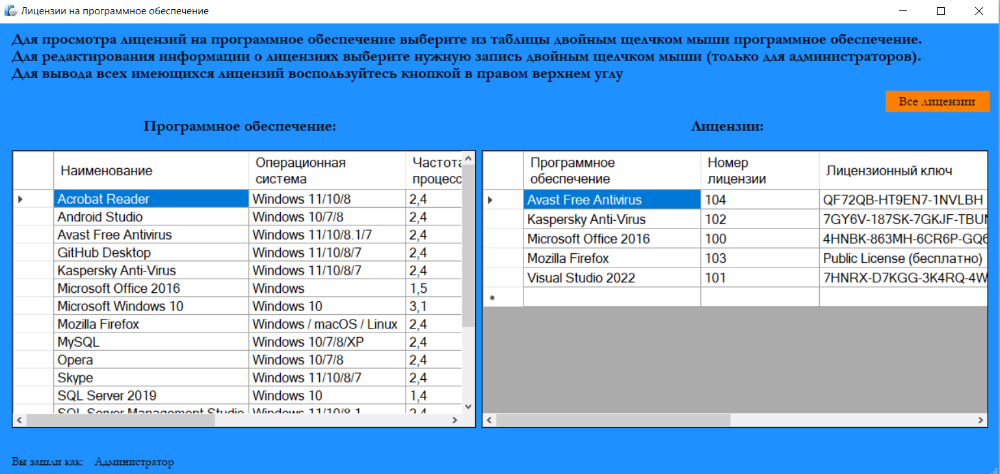 Лицензии на программное обеспечение
Для просмотра лицензий на программное обеспечение выберите из таблицы двойным щелчком мыши программное обеспечение.
Для редактирования информации о лицензиях выберите нужную запись двойным щелчком мыши (только для администраторов).
Для вывода всех имеющихся лицензий воспользуйтесь кнопкой в правом верхнем углу
Все лицензии
Программное обеспечение:
Наименование Операционная система Частота процесс
Acrobat Reader Windows 11/10/8 2,4
Android Studio Windows 10/7/8 2,4
Avast Free Antivirus Windows 11/10/8.1/7 2,4
GitHub Desktop Windows 11/10/8/7 2,4
Kaspersky Anti-Virus Windows 11/10/8/7 2,4
Microsoft Office 2016 Windows 1,5
Microsoft Windows 10 Windows 10 3,1
Mozilla Firefox Windows / macOS / Linux 2,4
MySQL Windows 10/7/8/XP 2,4
Opera Windows 10/7/8 2,4
Skype Windows 11/10/8/7 2,4
SQL Server 2019 Windows 10 1,4
SQL Server Management Studio Windows 11/10/8.1 2,4
Лицензии:
Программное обеспечение Номер лицензии Лицензионный ключ
Avast Free Antivirus 104 QF72QB-HT9EN7-1NVLBH
Kaspersky Anti-Virus 102 7GY6V-187SK-7GKJF-TBUN
Microsoft Office 2016 100 4HNBK-863MH-6CR6P-GQ6
Mozilla Firefox 103 Public License (бесплатно)
Visual Studio 2022 101 7HNRX-D7KGG-3K4RQ-4W
Вы зашли как: Администратор